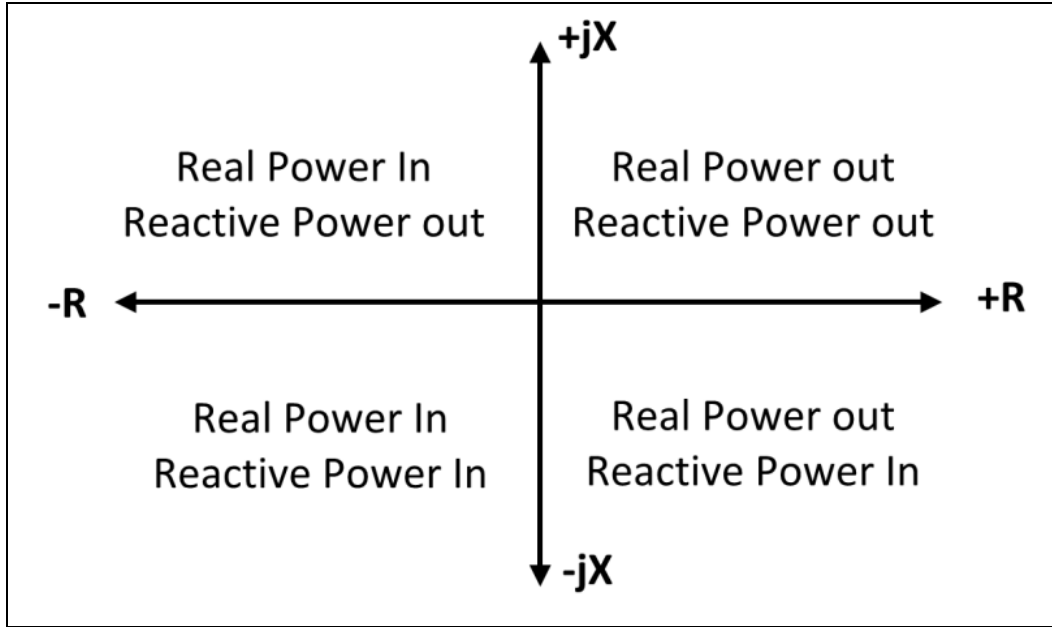 +jX
Real Power In
Reactive Power out
Real Power out
Reactive Power out
-R
+R
Real Power In
Reactive Power In
Real Power out
Reactive Power In
-jX